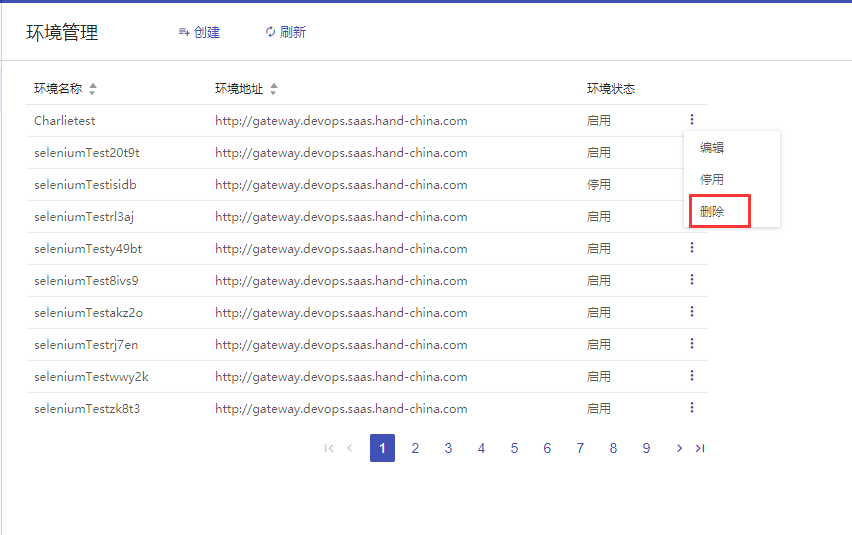 环境管理 创建 刷新
环境名称 环境地址 环境状态
Charlietest http://gateway.devops.saas.hand-china.com 启用
seleniumTest20t9t http://gateway.devops.saas.hand-china.com 启用
seleniumTestisidb http://gateway.devops.saas.hand-china.com 停用
seleniumTestrl3aj http://gateway.devops.saas.hand-china.com 启用
seleniumTesty49bt http://gateway.devops.saas.hand-china.com 启用
seleniumTest8ivs9 http://gateway.devops.saas.hand-china.com 启用
seleniumTestakz2o http://gateway.devops.saas.hand-china.com 启用
seleniumTestrj7en http://gateway.devops.saas.hand-china.com 启用
seleniumTestwwy2k http://gateway.devops.saas.hand-china.com 启用
seleniumTestzk8t3 http://gateway.devops.saas.hand-china.com 启用
编辑
停用
删除
1 2 3 4 5 6 7 8 9